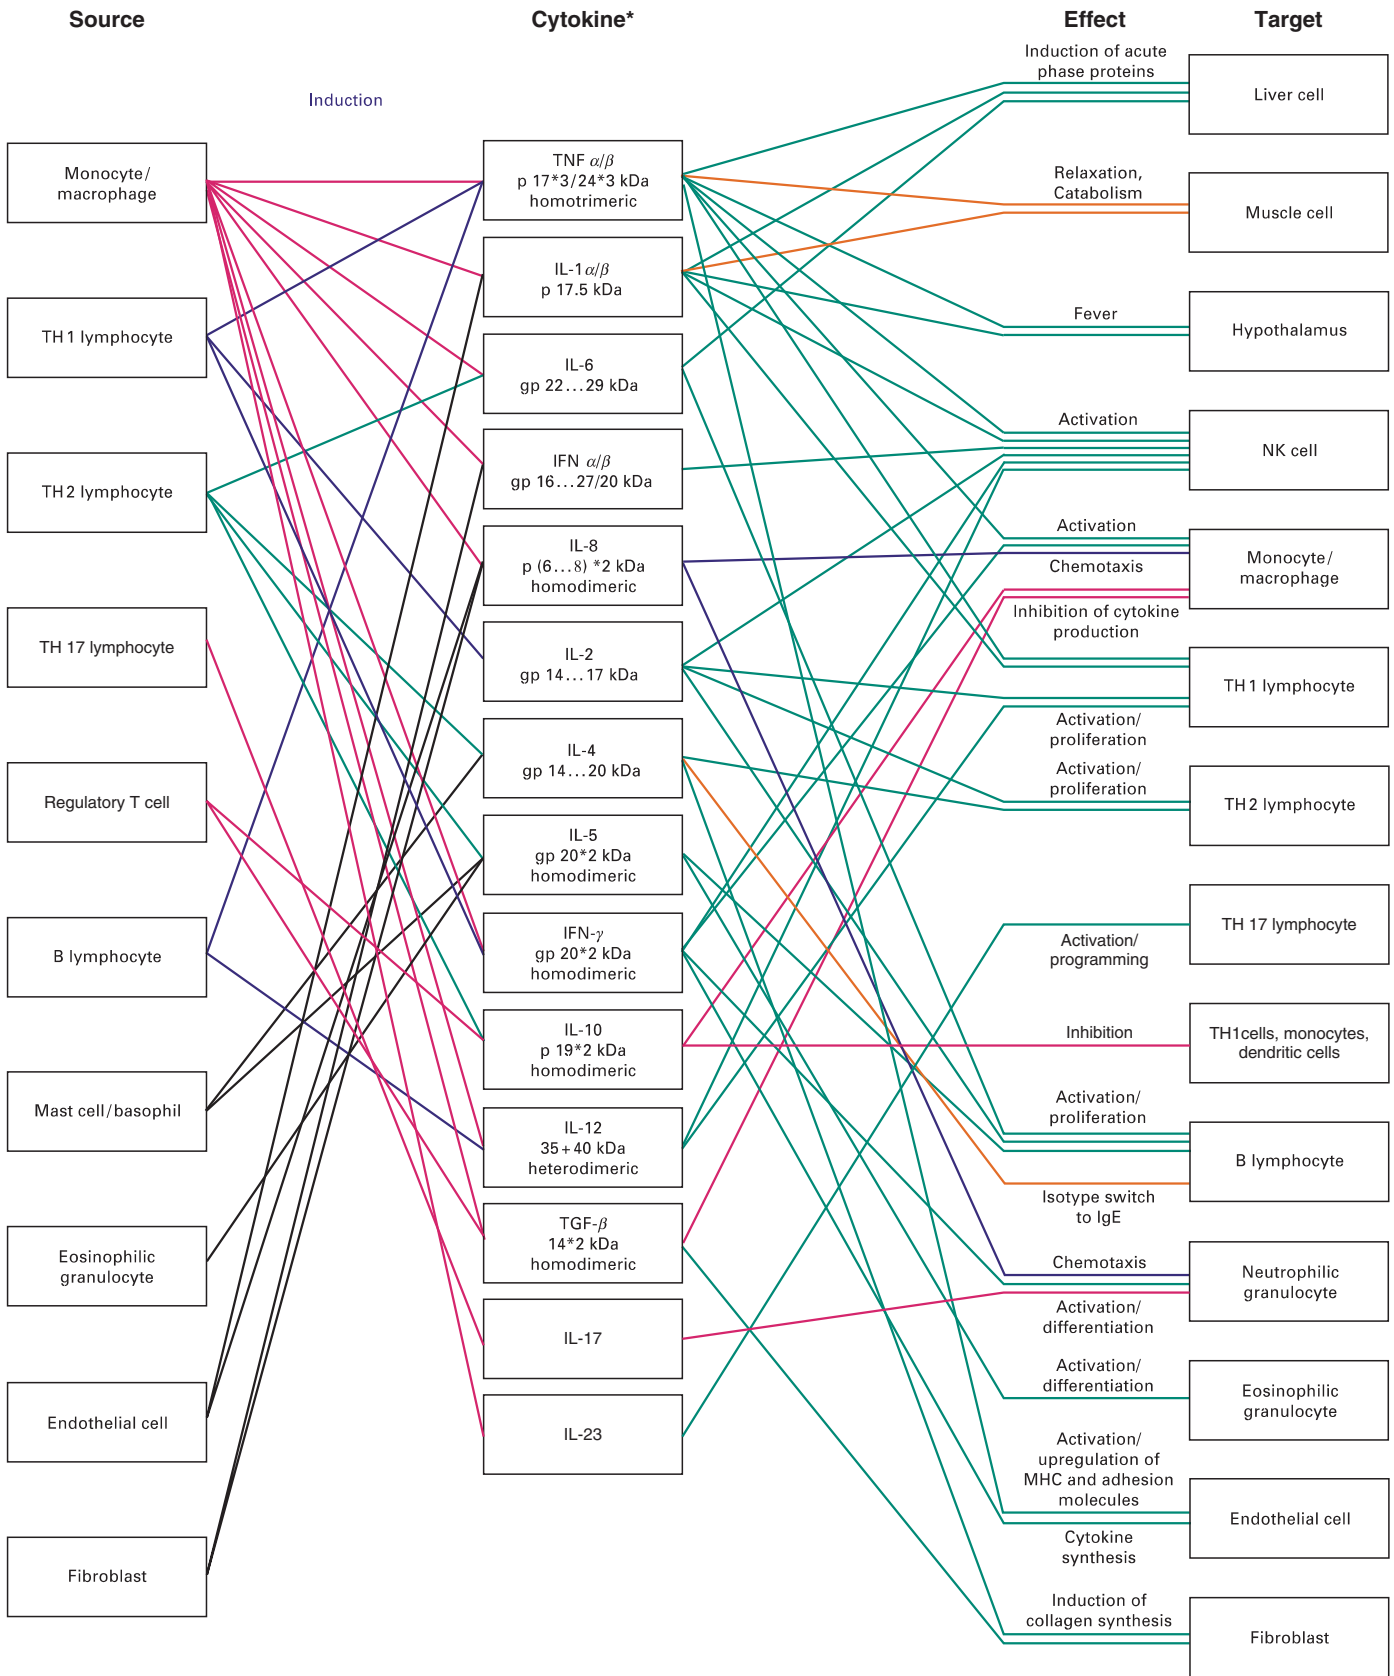 Source
Cytokine*
Effect
Target
Induction
Monocyte/
macrophage
TH1 lymphocyte
TH2 lymphocyte
TH 17 lymphocyte
Regulatory T cell
B lymphocyte
Mast cell/basophil
Eosinophilic
granulocyte
Endothelial cell
Fibroblast
TNF α/β
p 17*3/24*3 kDa
homotrimeric
IL-1α/β
p 17.5 kDa
IL-6
gp 22...29 kDa
IFN α/β
gp 16...27/20 kDa
IL-8
p (6...8) *2 kDa
homodimeric
IL-2
gp 14...17 kDa
IL-4
gp 14...20 kDa
IL-5
gp 20*2 kDa
homodimeric
IFN-γ
gp 20*2 kDa
homodimeric
IL-10
p 19*2 kDa
homodimeric
IL-12
35+40 kDa
heterodimeric
TGF-β
14*2 kDa
homodimeric
IL-17
IL-23
Induction of acute
phase proteins
Relaxation,
Catabolism
Fever
Activation
Activation
Chemotaxis
Inhibition of cytokine
production
Activation/
proliferation
Activation/
proliferation
Activation/
programming
Inhibition
Activation/
proliferation
Isotype switch
to IgE
Chemotaxis
Activation/
differentiation
Activation/
differentiation
Activation/
upregulation of
MHC and adhesion
molecules
Cytokine
synthesis
Induction of
collagen synthesis
Liver cell
Muscle cell
Hypothalamus
NK cell
Monocyte/
macrophage
TH1 lymphocyte
TH2 lymphocyte
TH 17 lymphocyte
TH1cells, monocytes,
dendritic cells
B lymphocyte
Neutrophilic
granulocyte
Eosinophilic
granulocyte
Endothelial cell
Fibroblast